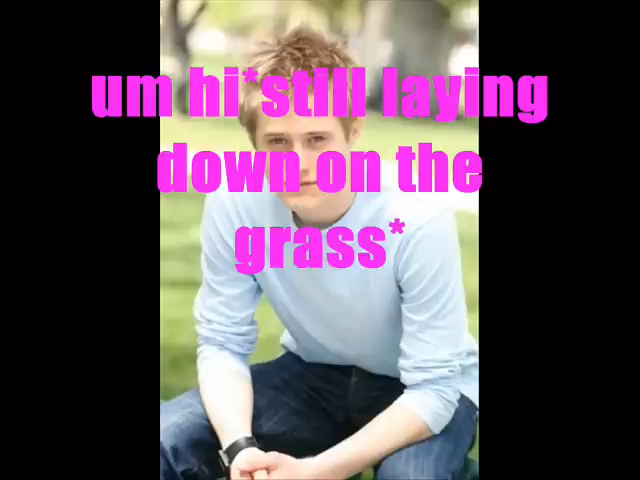 um hi*still laying
down on the
grass*